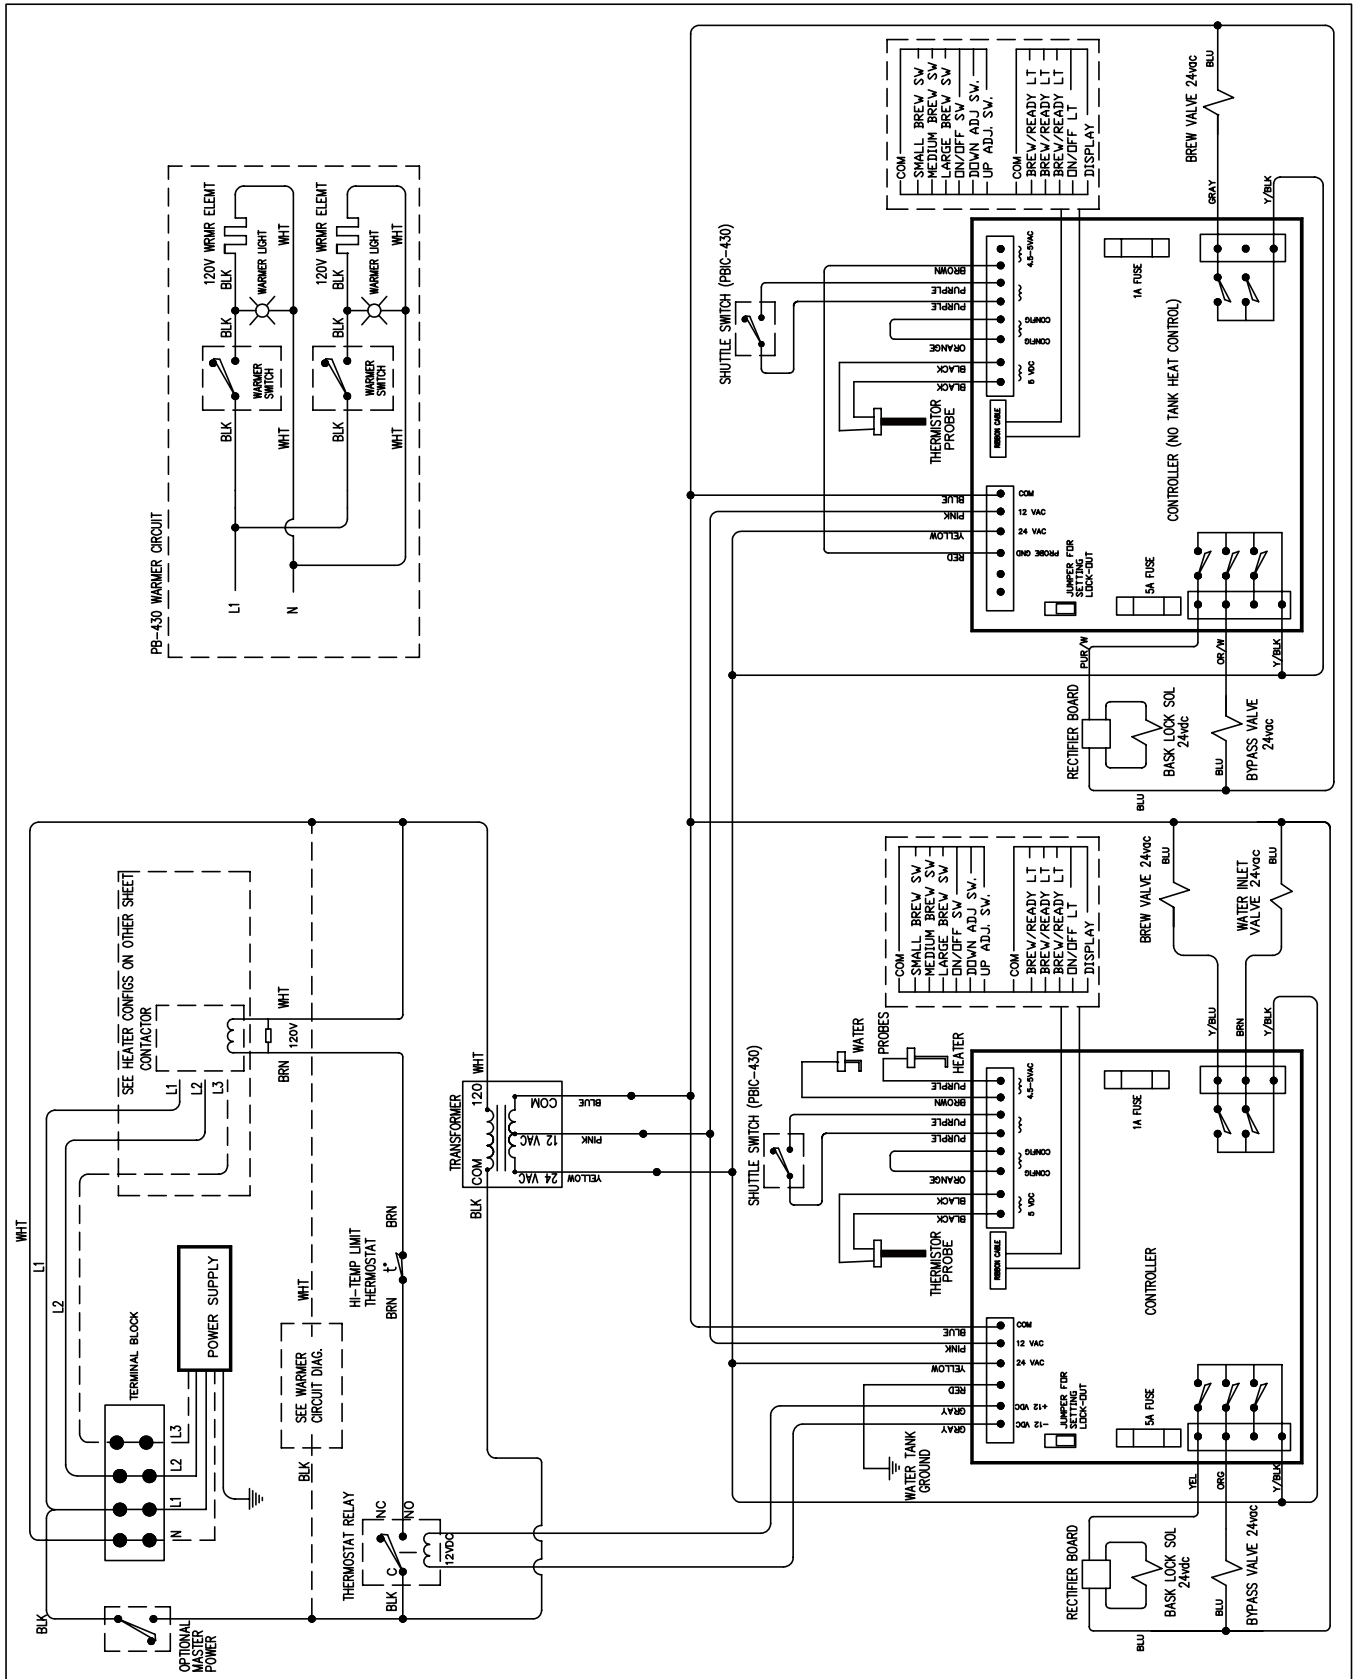 PB-430 WARMER CIRCUIT
L1
N
BLK
WHT
WARMER
SWITCH
BLK
WARMER LIGHT
BLK
120V WRMR ELEMT
WHT
BLK
WHT
WARMER
SWITCH
BLK
WARMER LIGHT
BLK
120V WRMR ELEMT
WHT
SHUTTLE SWITCH (PBIC-430)
THERMISTOR
PROBE
COM
SMALL BREW SW
MEDIUM BREW SW
LARGE BREW SW
ON/OFF SW
DOWN ADJ SW.
UP ADJ. SW.
COM
BREW/READY LT
BREW/READY LT
BREW/READY LT
ON/OFF LT
DISPLAY
BREW VALVE 24vac
BLU
GRAY
Y/BLK
BROWN
PURPLE
PURPLE
ORANGE
BLACK
BLACK
4.5-5VAC
CONFIG
CONFIG
5 VDC
RIBBON CABLE
1A FUSE
CONTROLLER (NO TANK HEAT CONTROL)
BLUE
PINK
YELLOW
RED
COM
12 VAC
24 VAC
PROBE GND
JUMPER FOR
SETTING
LOCK-OUT
5A FUSE
PUR/W
OR/W
Y/BLK
RECTIFIER BOARD
BASK LOCK SOL
24vdc
BLU
BLU
BYPASS VALVE
24vac
WHT
L1
L2
SEE HEATER CONFIGS ON OTHER SHEET
CONTACTOR
L1
L2
L3
BRN
120V
WHT
POWER SUPPLY
TERMINAL BLOCK
L3
L2
L1
N
BLK
OPTIONAL
MASTER
POWER
WHT
SEE WARMER
CIRCUIT DIAG.
BLK
HI-TEMP LIMIT
THERMOSTAT
t°
BRN
BRN
THERMOSTAT RELAY
NC
NO
C
BLK
12VDC
TRANSFORMER
WHT
120
COM
BLK
COM
12 VAC
24 VAC
BLUE
PINK
YELLOW
SHUTTLE SWITCH (PBIC-430)
WATER
PROBES
HEATER
THERMISTOR
PROBE
COM
SMALL BREW SW
MEDIUM BREW SW
LARGE BREW SW
ON/OFF SW
DOWN ADJ SW.
UP ADJ. SW.
COM
BREW/READY LT
BREW/READY LT
BREW/READY LT
ON/OFF LT
DISPLAY
BREW VALVE 24vac
BLU
WATER INLET
VALVE 24vac
BLU
Y/BLU
BRN
Y/BLK
PURPLE
BROWN
PURPLE
PURPLE
ORANGE
BLACK
BLACK
4.5-5VAC
CONFIG
CONFIG
5 VDC
RIBBON CABLE
1A FUSE
CONTROLLER
BLUE
PINK
YELLOW
RED
GRAY
GRAY
COM
12 VAC
24 VAC
+12 VDC
-12 VDC
JUMPER FOR
SETTING
LOCK-OUT
5A FUSE
WATER TANK
GROUND
YEL
ORG
Y/BLK
RECTIFIER BOARD
BASK LOCK SOL
24vdc
BLU
BLU
BYPASS VALVE 24vac